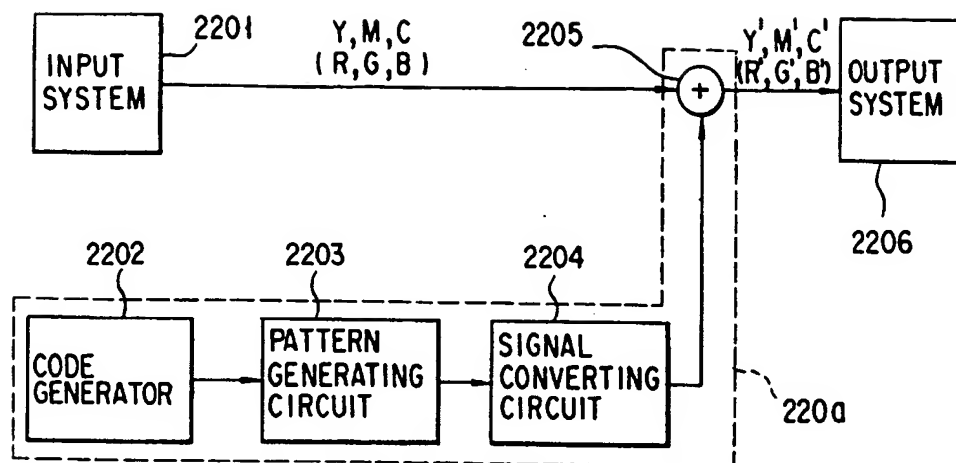 2201
INPUT
SYSTEM
Y, M, C
(R, G, B)
2205
Y', M', C'
(R', G', B')
OUTPUT
SYSTEM
2206
2202
2203
2204
CODE
GENERATOR
PATTERN
GENERATING
CIRCUIT
SIGNAL
CONVERTING
CIRCUIT
+
220a